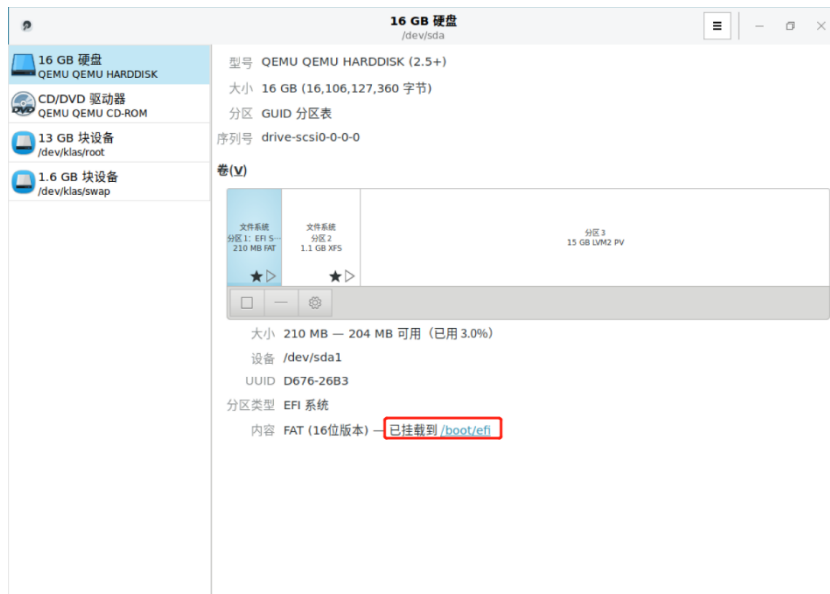 16 GB 硬盘
/dev/sda
16 GB 硬盘
QEMU QEMU HARDDISK
CD/DVD 驱动器
QEMU QEMU CD-ROM
13 GB 块设备
/dev/klas/root
1.6 GB 块设备
/dev/klas/swap
型号 QEMU QEMU HARDDISK (2.5+)
大小 16 GB (16,106,127,360 字节)
分区 GUID 分区表
序列号 drive-scsi0-0-0-0
卷(V)
文件系统
分区 1: EFI S…
210 MB FAT
文件系统
分区 2
1.1 GB XFS
分区 3
15 GB LVM2 PV
大小 210 MB — 204 MB 可用（已用 3.0%）
设备 /dev/sda1
UUID D676-26B3
分区类型 EFI 系统
内容 FAT (16位版本) — 已挂载到 /boot/efi